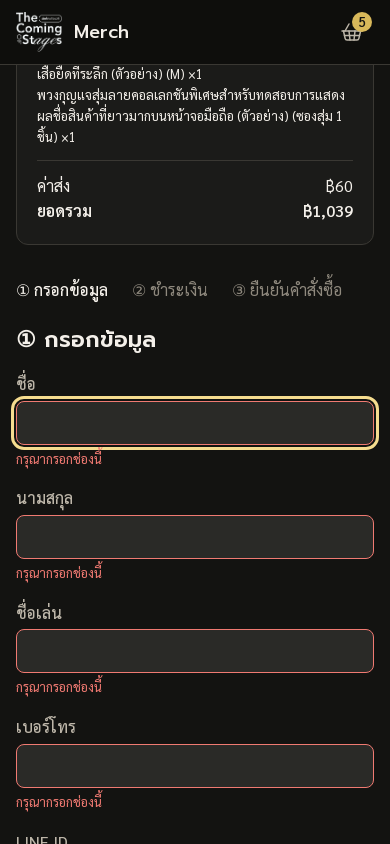 The
Coming
Stages
Merch
5
เสื้อยืดที่ระลึก (ตัวอย่าง) (M) ×1
พวงกุญแจสุ่มลายคอลเลกชันพิเศษสำหรับทดสอบการแสดง
ผลชื่อสินค้าที่ยาวมากบนหน้าจอมือถือ (ตัวอย่าง) (ซองสุ่ม 1
ชิ้น) ×1
ค่าส่ง ฿60
ยอดรวม ฿1,039
① กรอกข้อมูล ② ชำระเงิน ③ ยืนยันคำสั่งซื้อ
① กรอกข้อมูล
ชื่อ
กรุณากรอกช่องนี้
นามสกุล
กรุณากรอกช่องนี้
ชื่อเล่น
กรุณากรอกช่องนี้
เบอร์โทร
กรุณากรอกช่องนี้
LINE ID